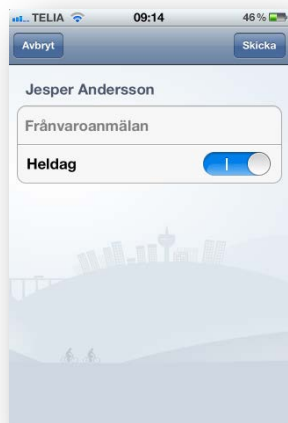 TELIA 09:14 46 %
Avbryt Skicka
Jesper Andersson
Frånvaroanmälan
Heldag